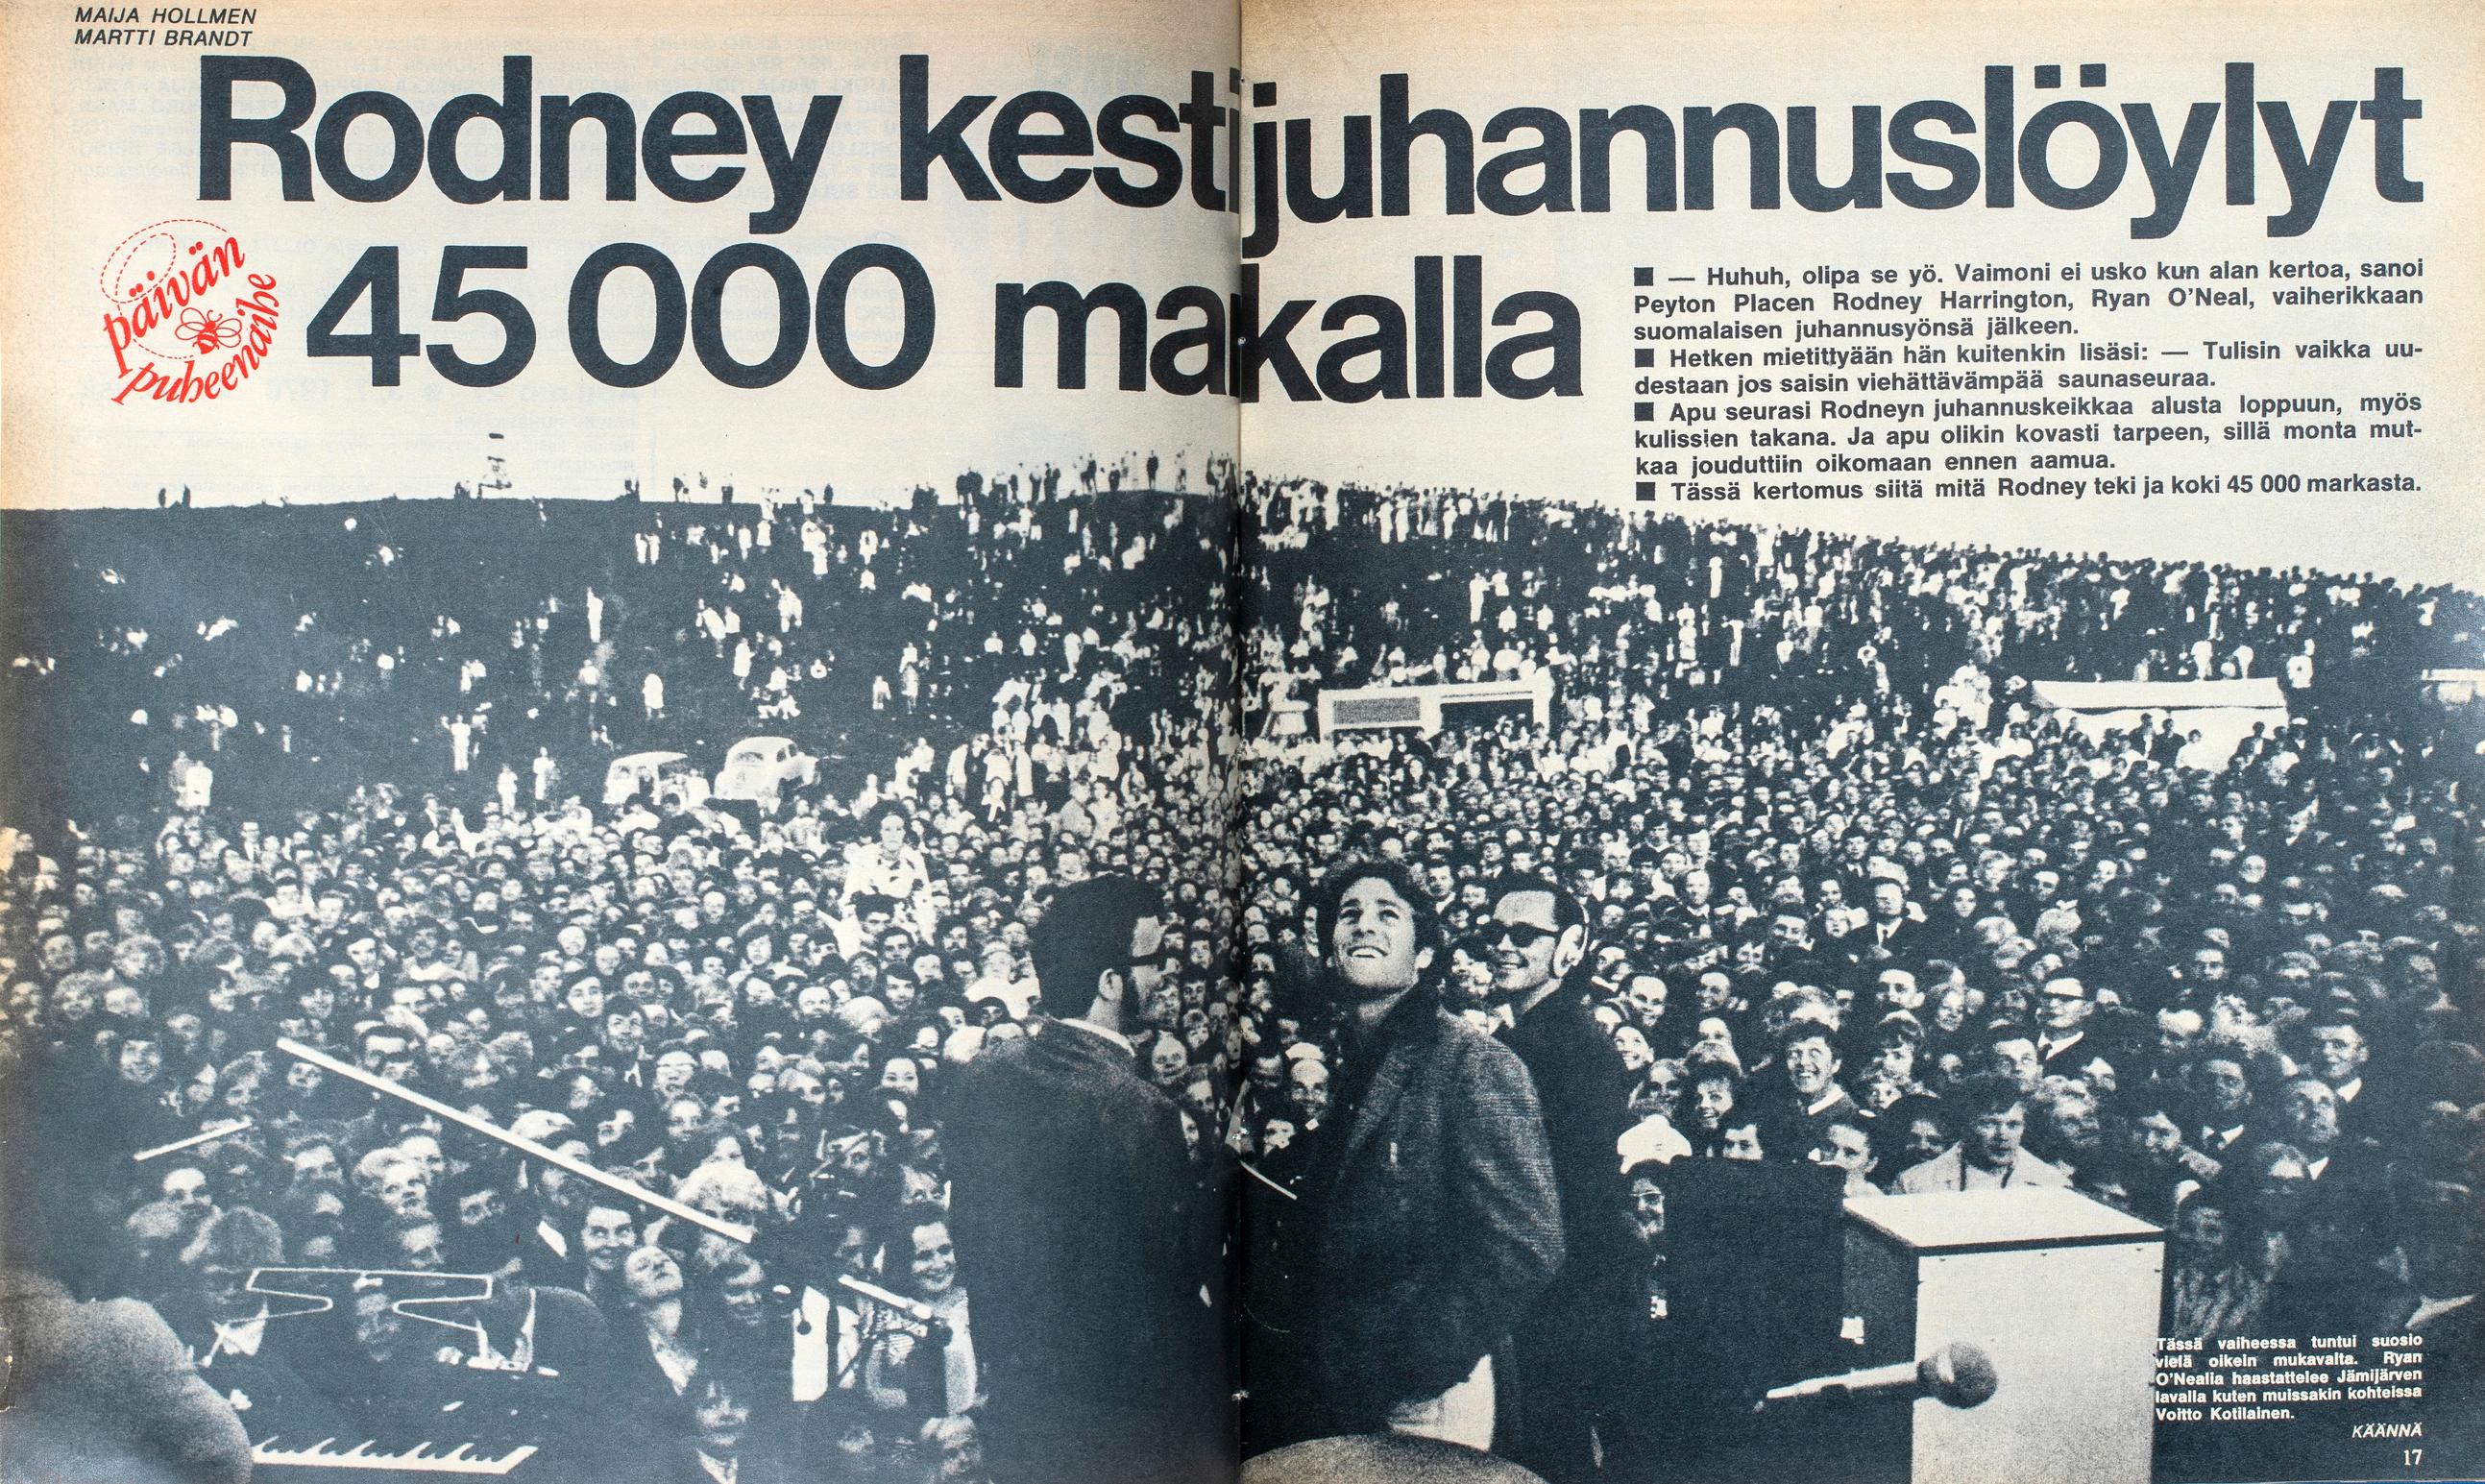 MAIJA HOLLMEN
MARTTI BRANDT
Rodney kesti juhannuslöylyt
45 000 makalla
päivän
puheenaihe
■ — Huhuh, olipa se yö. Vaimoni ei usko kun alan kertoa, sanoi
Peyton Placen Rodney Harrington, Ryan O'Neal, vaiherikkaan
suomalaisen juhannusyönsä jälkeen.
■ Hetken mietittyään hän kuitenkin lisäsi: — Tulisin vaikka uu-
destaan jos saisin viehättävämpää saunaseuraa.
■ Apu seurasi Rodneyn juhannuskeikkaa alusta loppuun, myös
kulissien takana. Ja apu olikin kovasti tarpeen, sillä monta mut-
kaa jouduttiin oikomaan ennen aamua.
■ Tässä kertomus siitä mitä Rodney teki ja koki 45 000 markasta.
Tässä vaiheessa tuntui suosio
vielä oikein mukavalta. Ryan
O'Nealia haastattelee Jämijärven
lavalla kuten muissakin kohteissa
Voitto Kotilainen.
KÄÄNNÄ
17